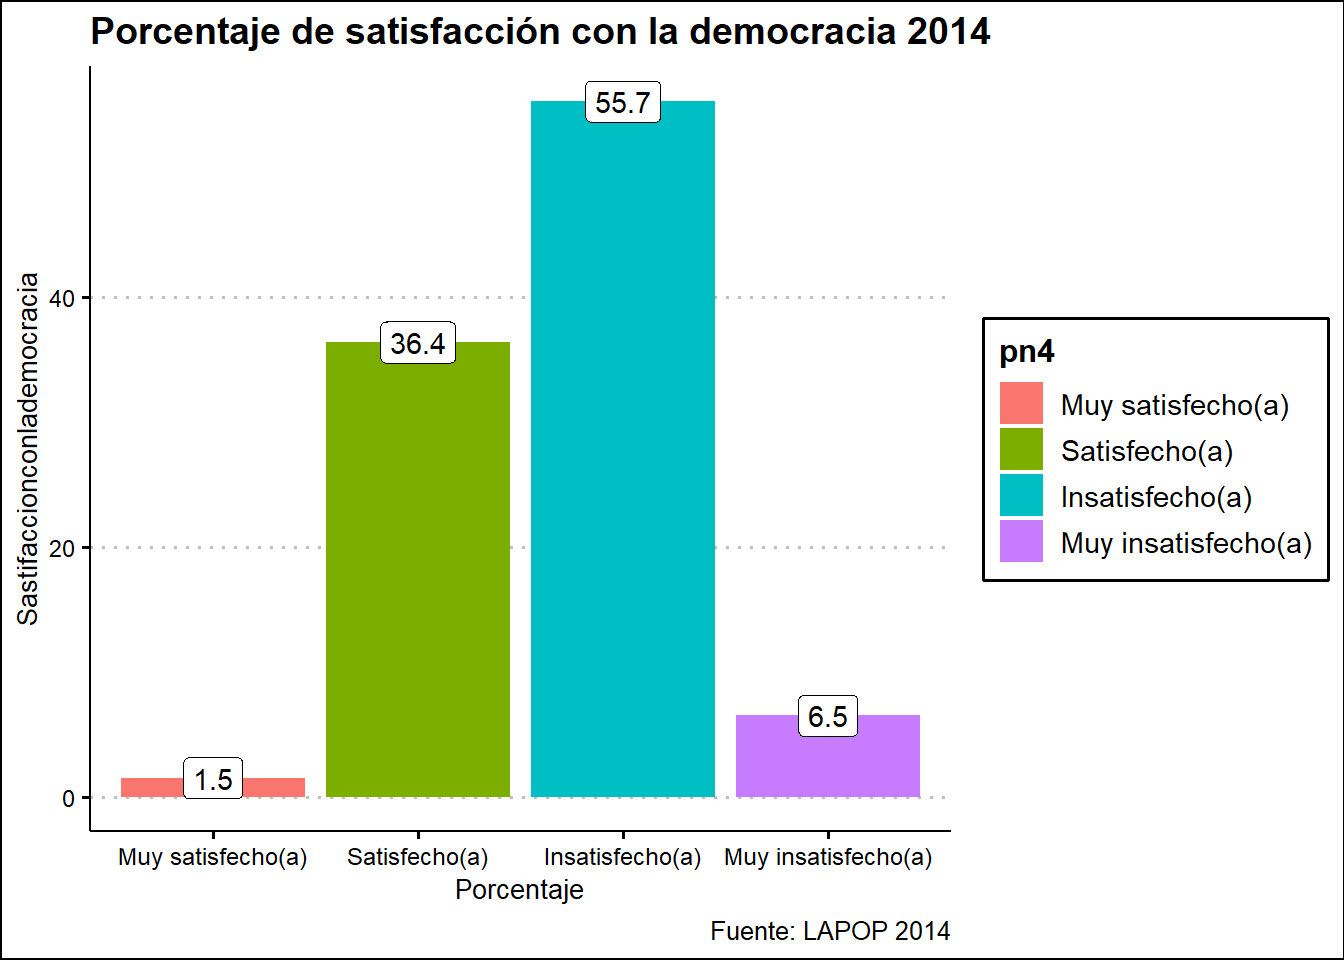 Porcentaje de satisfacción con la democracia 2014
Sastifaccionconlademocracia
40
20
0
1.5
36.4
55.7
6.5
Muy satisfecho(a)
Satisfecho(a)
Insatisfecho(a)
Muy insatisfecho(a)
Porcentaje
Fuente: LAPOP 2014
pn4
Muy satisfecho(a)
Satisfecho(a)
Insatisfecho(a)
Muy insatisfecho(a)